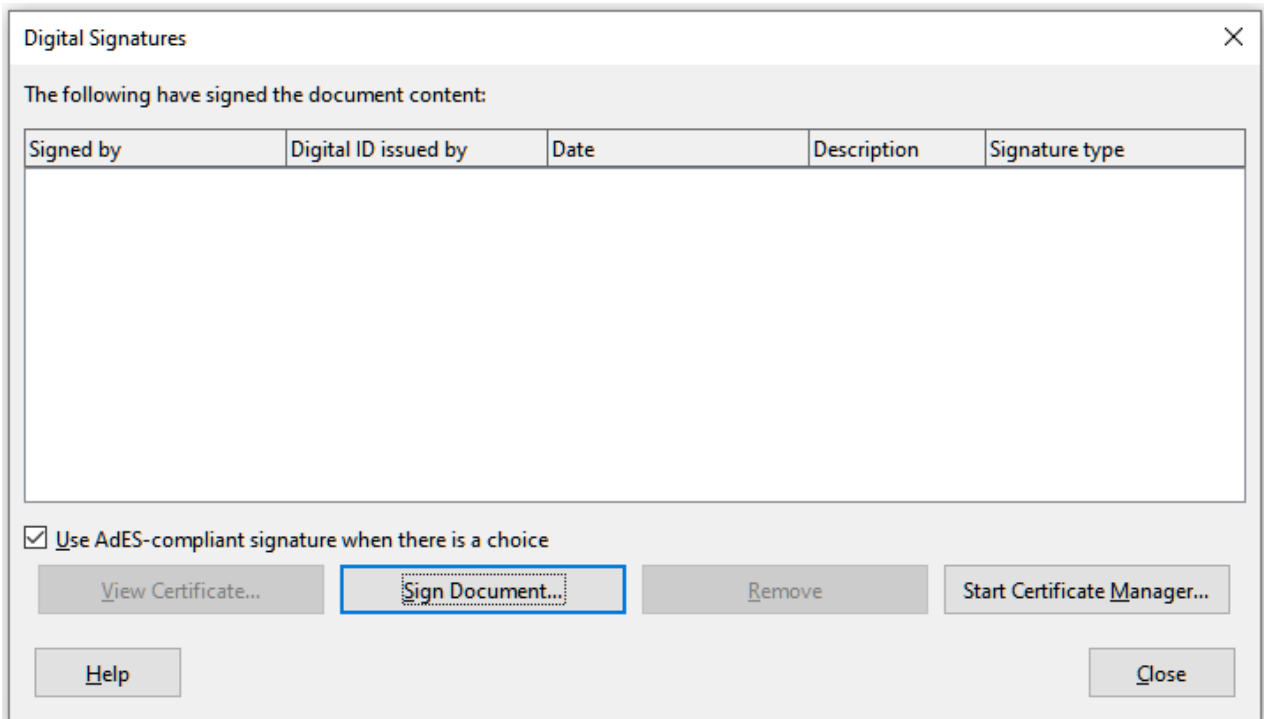 Digital Signatures
The following have signed the document content:
Signed by Digital ID issued by Date Description Signature type
Use AdES-compliant signature when there is a choice
View Certificate... Sign Document... Remove Start Certificate Manager...
Help Close